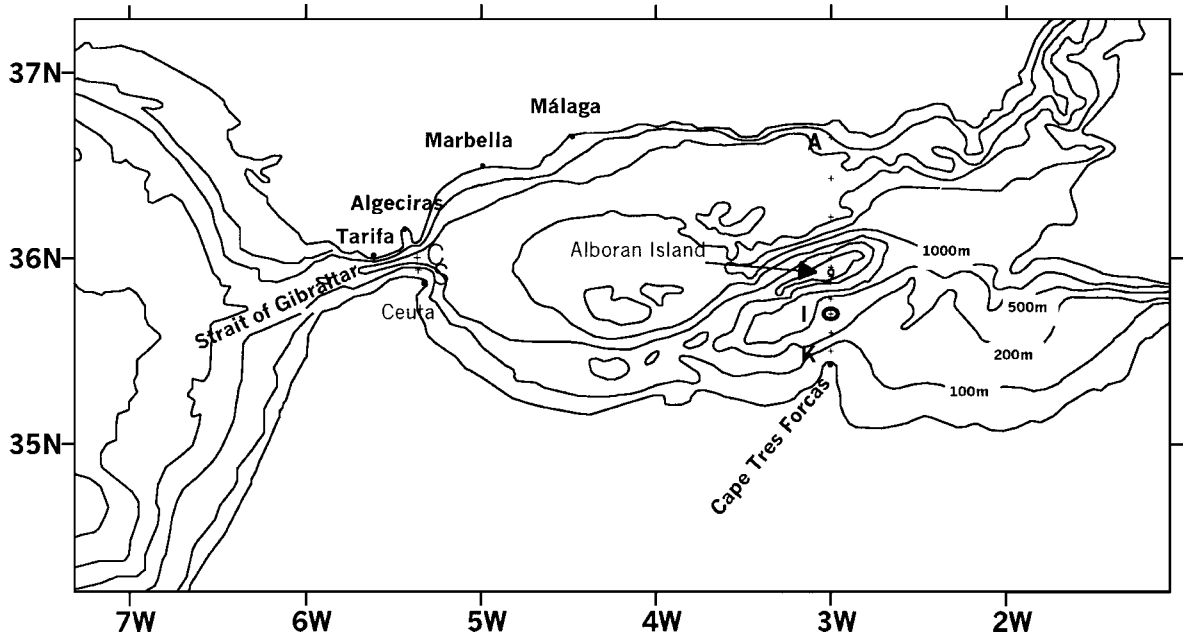 37N
36N
35N
7W
6W
5W
4W
3W
2W
Málaga
Marbella
Algeciras
Tarifa
Strait of Gibraltar
Ceuta
C
G
Alboran Island
A
I
K
Cape Tres Forcas
1000m
500m
200m
100m